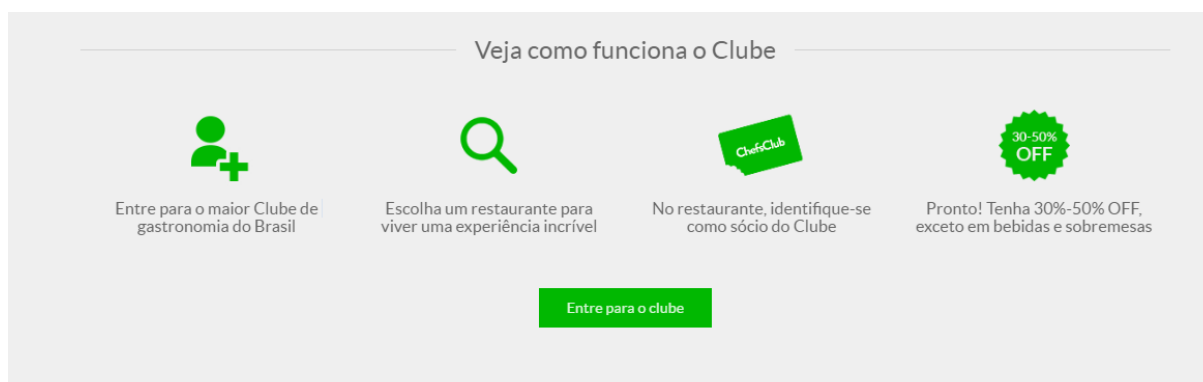 Veja como funciona o Clube
ChefsClub
30-50%
OFF
Entre para o maior Clube de
gastronomia do Brasil
Escolha um restaurante para
viver uma experiência incrível
No restaurante, identifique-se
como sócio do Clube
Pronto! Tenha 30%-50% OFF,
exceto em bebidas e sobremesas
Entre para o clube